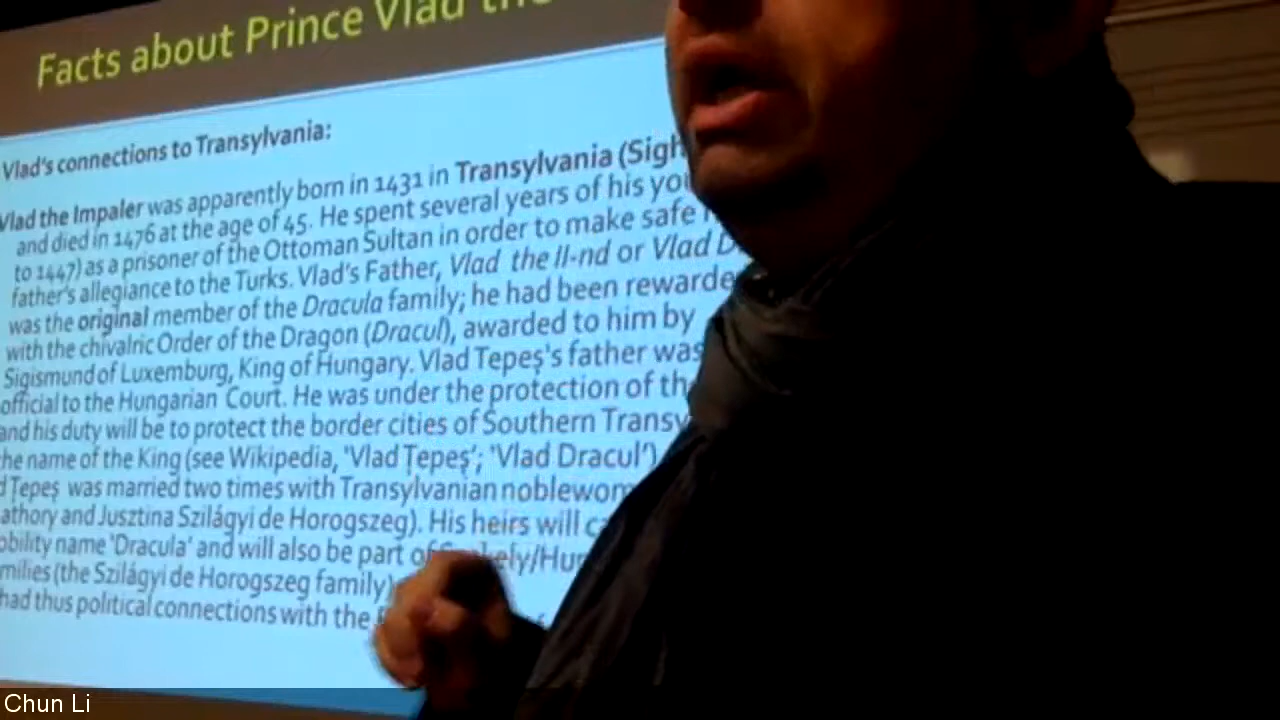 Facts about Prince Vlad the
Vlad's connections to Transylvania:
Vlad the Impaler was apparently born in 1431 in Transylvania (Sigh
and died in 1476 at the age of 45. He spent several years of his you
to 1447) as a prisoner of the Ottoman Sultan in order to make safe
father's allegiance to the Turks. Vlad's Father, Vlad the II-nd or Vlad D
was the original member of the Dracula family; he had been rewarde
with the chivalric Order of the Dragon (Dracul), awarded to him by
Sigismund of Luxemburg, King of Hungary. Vlad Tepeş's father was
official to the Hungarian Court. He was under the protection of th
and his duty will be to protect the border cities of Southern Transy
he name of the King (see Wikipedia, 'Vlad Ţepeş'; 'Vlad Dracul')
d Ţepeş was married two times with Transylvanian noblewom
athory and Jusztina Szilágyi de Horogszeg). His heirs will ca
obility name 'Dracula' and will also be part of ely/Hun
milies (the Szilágyi de Horogszeg family)
had thus political connections with the
Chun Li